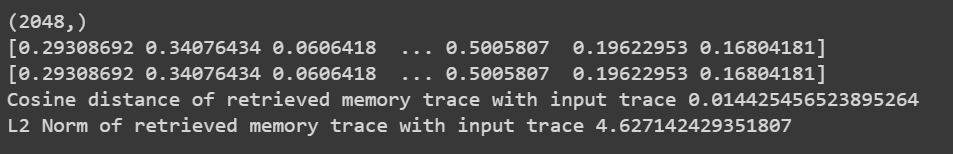 (2048,)
[0.29308692 0.34076434 0.0606418  ... 0.5005807  0.19622953 0.16804181]
[0.29308692 0.34076434 0.0606418  ... 0.5005807  0.19622953 0.16804181]
Cosine distance of retrieved memory trace with input trace 0.014425456523895264
L2 Norm of retrieved memory trace with input trace 4.627142429351807